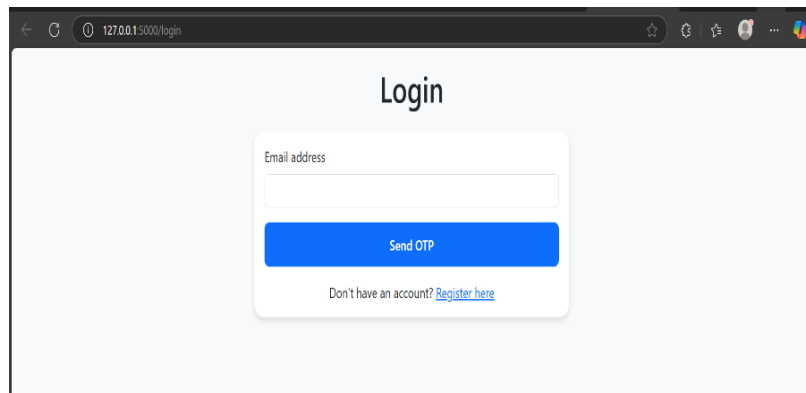 127.0.0.1:5000/login
Login
Email address
Send OTP
Don't have an account? Register here